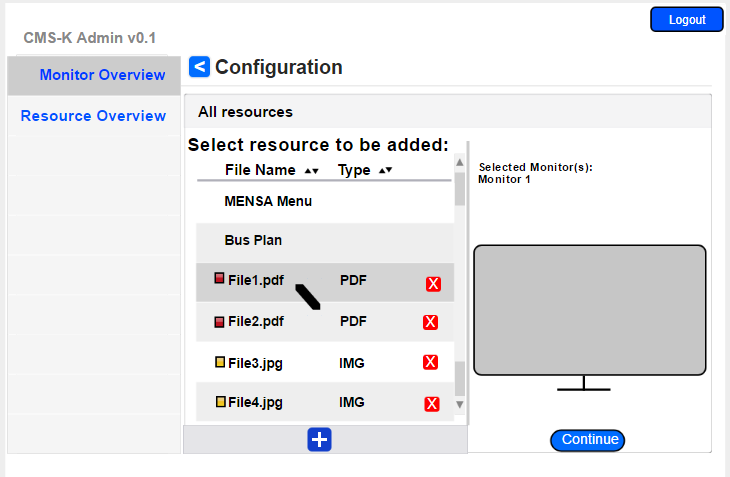 Logout
CMS-K Admin v0.1
< Configuration
Monitor Overview
Resource Overview
All resources
Select resource to be added:
File Name ▲▼ Type ▲▼
MENSA Menu
Bus Plan
File1.pdf PDF X
File2.pdf PDF X
File3.jpg IMG X
File4.jpg IMG X
+
Selected Monitor(s):
Monitor 1
Continue